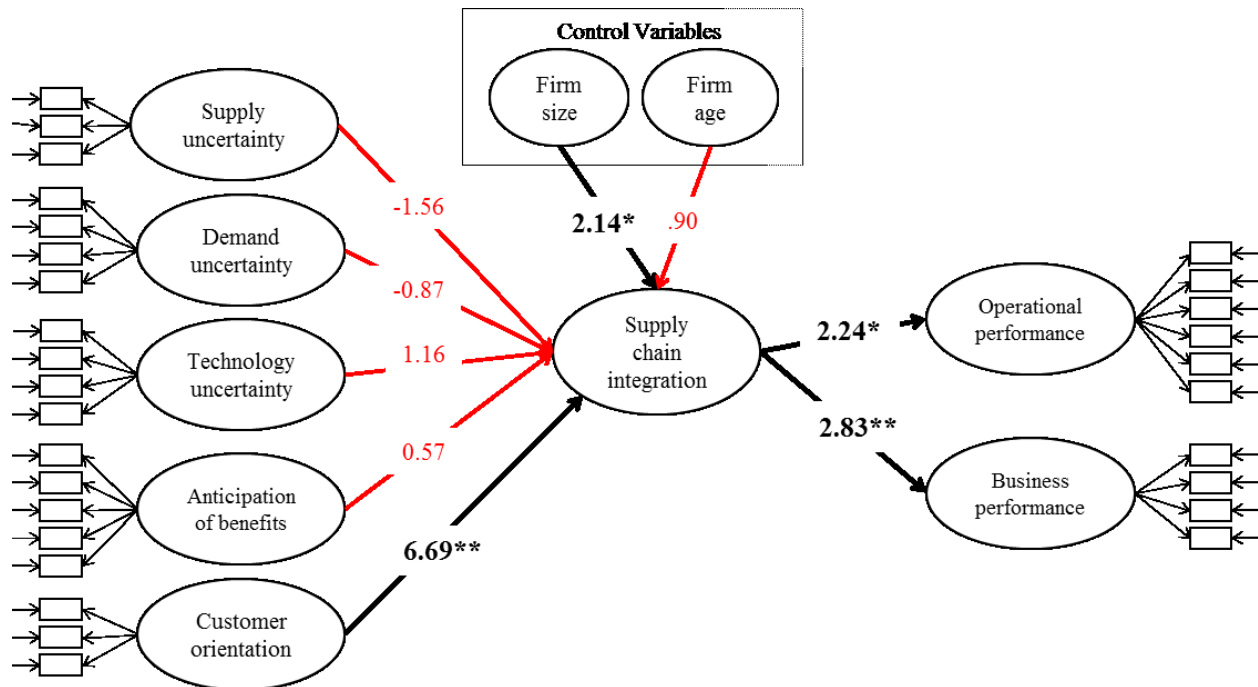 Control Variables
Firm
size
Firm
age
Supply
uncertainty
Demand
uncertainty
Technology
uncertainty
Anticipation
of benefits
Customer
orientation
-1.56
-0.87
1.16
0.57
6.69**
2.14*
.90
Supply
chain
integration
2.24*
2.83**
Operational
performance
Business
performance